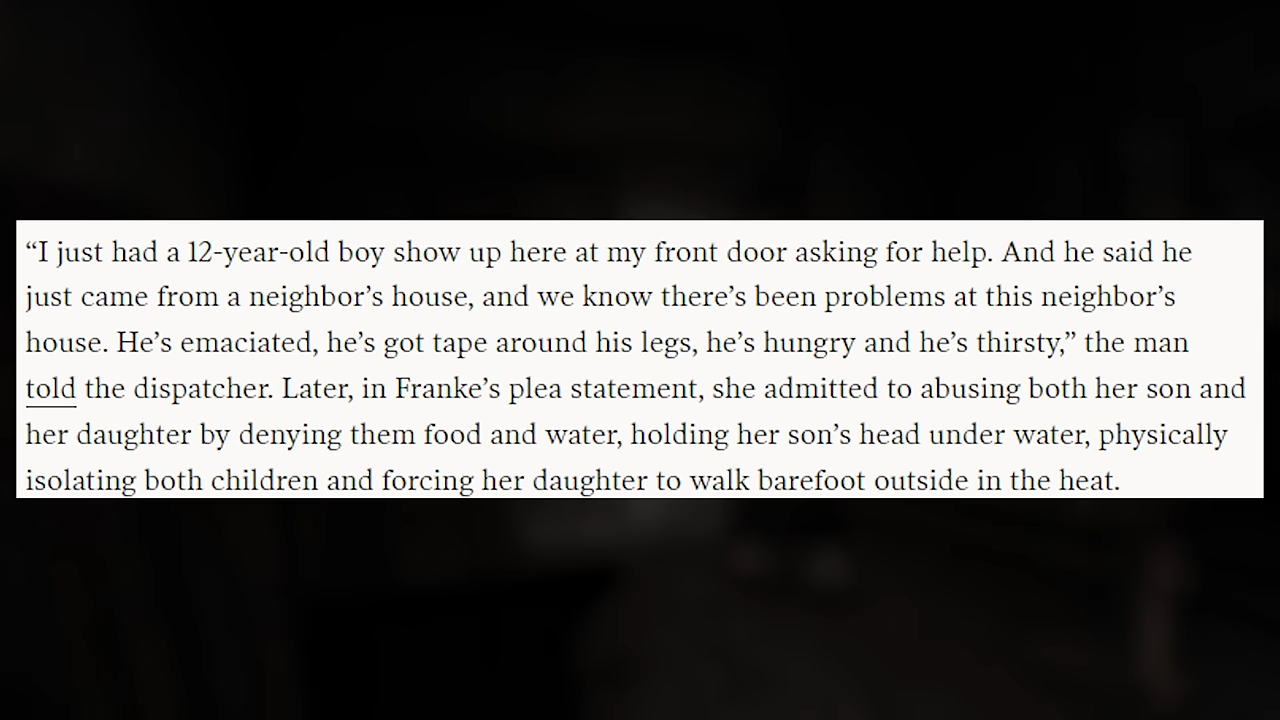 “I just had a 12-year-old boy show up here at my front door asking for help. And he said he
just came from a neighbor’s house, and we know there’s been problems at this neighbor’s
house. He’s emaciated, he’s got tape around his legs, he’s hungry and he’s thirsty,” the man
told the dispatcher. Later, in Franke’s plea statement, she admitted to abusing both her son and
her daughter by denying them food and water, holding her son’s head under water, physically
isolating both children and forcing her daughter to walk barefoot outside in the heat.